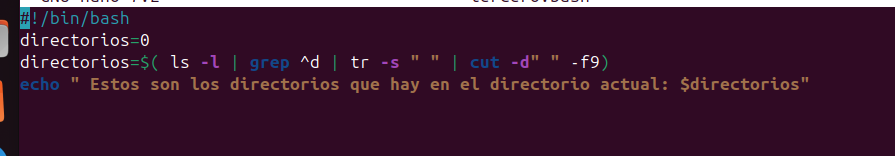 #!/bin/bash
directorios=0
directorios=$( ls -l | grep ^d | tr -s " " | cut -d" " -f9)
echo " Estos son los directorios que hay en el directorio actual: $directorios"